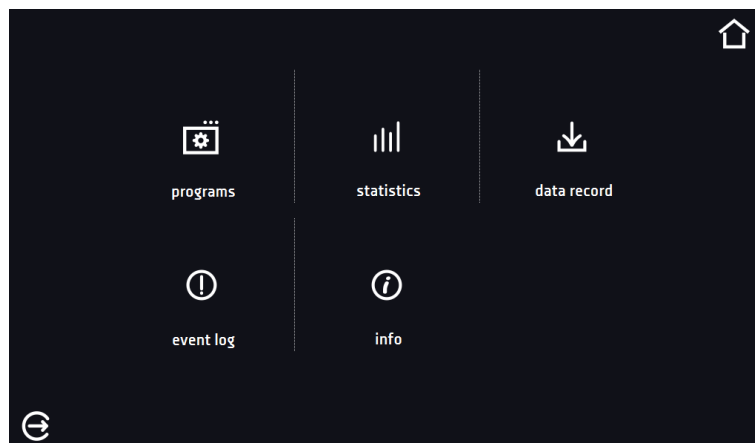 programs
statistics
data record
event log
info